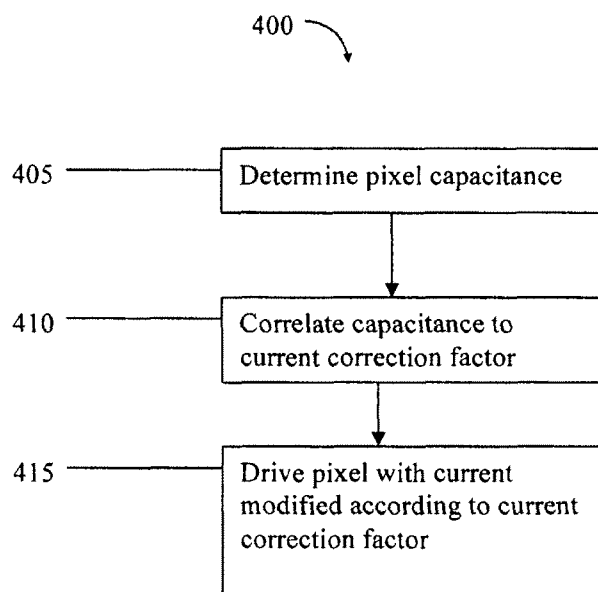 400
405
Determine pixel capacitance
410
Correlate capacitance to
current correction factor
415
Drive pixel with current
modified according to current
correction factor